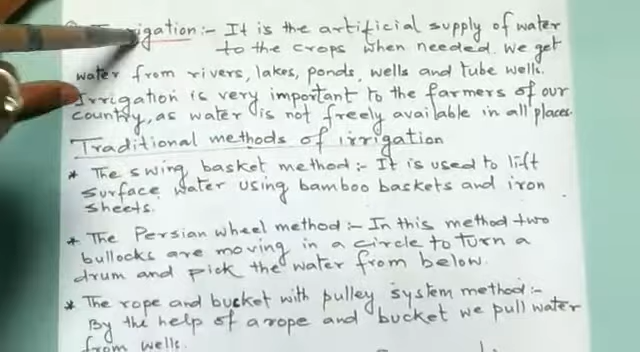 :- It is the artificial supply of water
to the crops when needed. We get
water from rivers, lakes, ponds, wells and tube wells.
Irrigation is very important to the farmers of our
country, as water is not freely available in all places.
Traditional methods of irrigation
* The swing basket method :- It is used to lift
surface water using bamboo baskets and iron
sheets.
* The Persian wheel method :- In this method two
bullocks are moving in a circle to turn a
drum and pick the water from below.
* The rope and bucket with pulley system method :-
By the help of a rope and bucket we pull water
from wells.